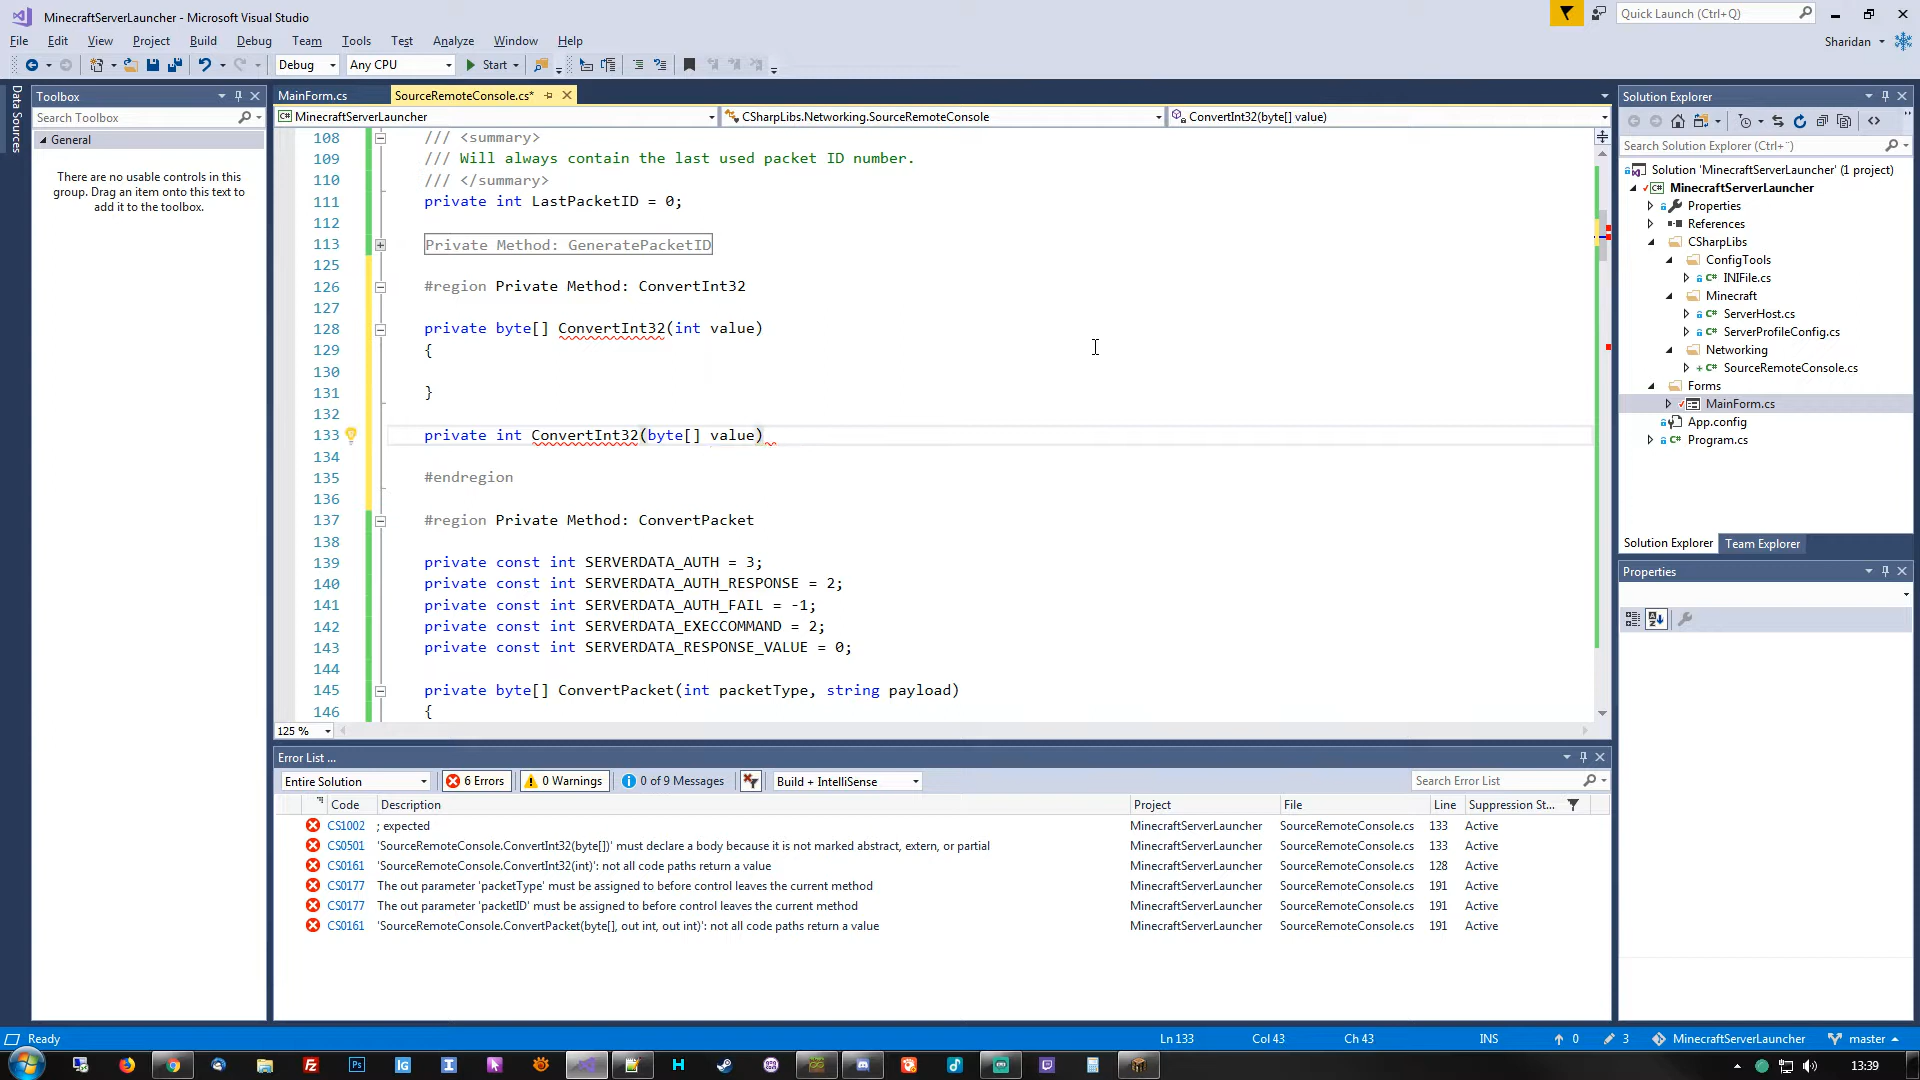 MinecraftServerLauncher - Microsoft Visual Studio
Quick Launch (Ctrl+Q)
File Edit View Project Build Debug Team Tools Test Analyze Window Help
Sharidan
Debug Any CPU Start
Data Sources
Toolbox
Search Toolbox
General
There are no usable controls in this
group. Drag an item onto this text to
add it to the toolbox.
MainForm.cs SourceRemoteConsole.cs*
MinecraftServerLauncher CSharpLibs.Networking.SourceRemoteConsole ConvertInt32(byte[] value)
108 /// <summary>
109 /// Will always contain the last used packet ID number.
110 /// </summary>
111 private int LastPacketID = 0;
112
113 Private Method: GeneratePacketID
125
126 #region Private Method: ConvertInt32
127
128 private byte[] ConvertInt32(int value)
129 {
130
131 }
132
133 private int ConvertInt32(byte[] value)
134
135 #endregion
136
137 #region Private Method: ConvertPacket
138
139 private const int SERVERDATA_AUTH = 3;
140 private const int SERVERDATA_AUTH_RESPONSE = 2;
141 private const int SERVERDATA_AUTH_FAIL = -1;
142 private const int SERVERDATA_EXECCOMMAND = 2;
143 private const int SERVERDATA_RESPONSE_VALUE = 0;
144
145 private byte[] ConvertPacket(int packetType, string payload)
146 {
125 %
Error List ...
Entire Solution 6 Errors 0 Warnings 0 of 9 Messages Build + IntelliSense Search Error List
Code Description Project File Line Suppression St...
CS1002 ; expected MinecraftServerLauncher SourceRemoteConsole.cs 133 Active
CS0501 'SourceRemoteConsole.ConvertInt32(byte[])' must declare a body because it is not marked abstract, extern, or partial MinecraftServerLauncher SourceRemoteConsole.cs 133 Active
CS0161 'SourceRemoteConsole.ConvertInt32(int)': not all code paths return a value MinecraftServerLauncher SourceRemoteConsole.cs 128 Active
CS0177 The out parameter 'packetType' must be assigned to before control leaves the current method MinecraftServerLauncher SourceRemoteConsole.cs 191 Active
CS0177 The out parameter 'packetID' must be assigned to before control leaves the current method MinecraftServerLauncher SourceRemoteConsole.cs 191 Active
CS0161 'SourceRemoteConsole.ConvertPacket(byte[], out int, out int)': not all code paths return a value MinecraftServerLauncher SourceRemoteConsole.cs 191 Active
Solution Explorer
Search Solution Explorer (Ctrl+¨)
Solution 'MinecraftServerLauncher' (1 project)
MinecraftServerLauncher
Properties
References
CSharpLibs
ConfigTools
INIFile.cs
Minecraft
ServerHost.cs
ServerProfileConfig.cs
Networking
SourceRemoteConsole.cs
Forms
MainForm.cs
App.config
Program.cs
Solution Explorer Team Explorer
Properties
Ready Ln 133 Col 43 Ch 43 INS 0 3 MinecraftServerLauncher master
13:39